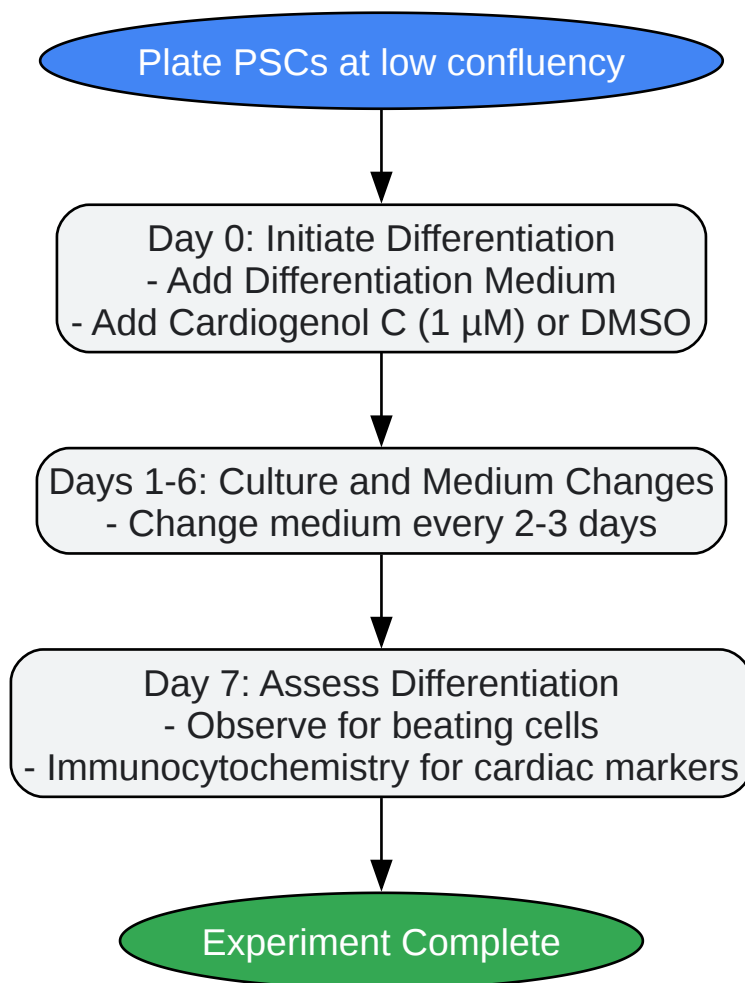 Plate PSCs at low confluency
Day 0: Initiate Differentiation
- Add Differentiation Medium
- Add Cardiogenol C (1 µM) or DMSO
Days 1-6: Culture and Medium Changes
- Change medium every 2-3 days
Day 7: Assess Differentiation
- Observe for beating cells
- Immunocytochemistry for cardiac markers
Experiment Complete